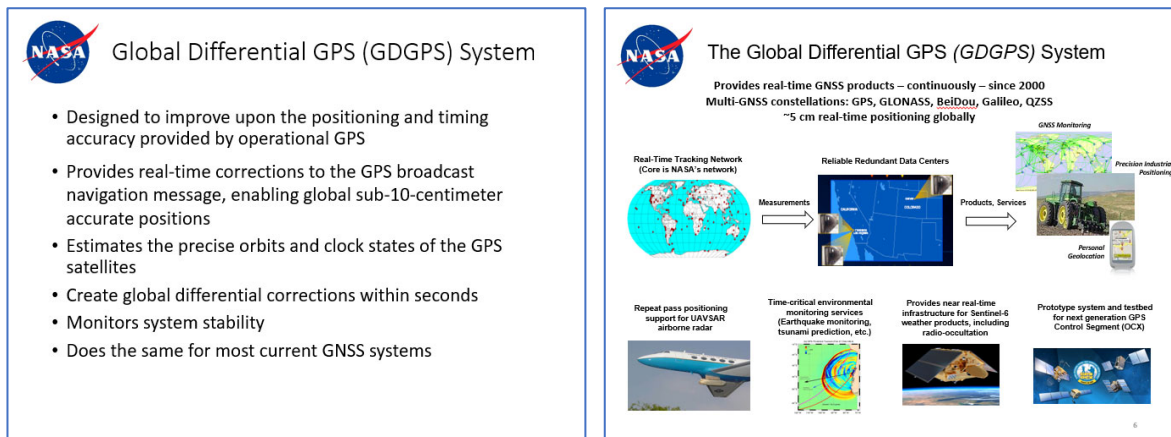 NASA
Global Differential GPS (GDGPS) System
• Designed to improve upon the positioning and timing
accuracy provided by operational GPS
• Provides real-time corrections to the GPS broadcast
navigation message, enabling global sub-10-centimeter
accurate positions
• Estimates the precise orbits and clock states of the GPS
satellites
• Create global differential corrections within seconds
• Monitors system stability
• Does the same for most current GNSS systems
NASA
The Global Differential GPS (GDGPS) System
Provides real-time GNSS products – continuously – since 2000
Multi-GNSS constellations: GPS, GLONASS, BeiDou, Galileo, QZSS
~5 cm real-time positioning globally
GNSS Monitoring
Real-Time Tracking Network
(Core is NASA's network)
Measurements
Reliable Redundant Data Centers
CALIFORNIA
COLORADO
Products, Services
Precision Industrial
Positioning
Personal
Geolocation
Repeat pass positioning
support for UAVSAR
airborne radar
Time-critical environmental
monitoring services
(Earthquake monitoring,
tsunami prediction, etc.)
Provides near real-time
infrastructure for Sentinel-6
weather products, including
radio-occultation
Prototype system and testbed
for next generation GPS
Control Segment (OCX)
6